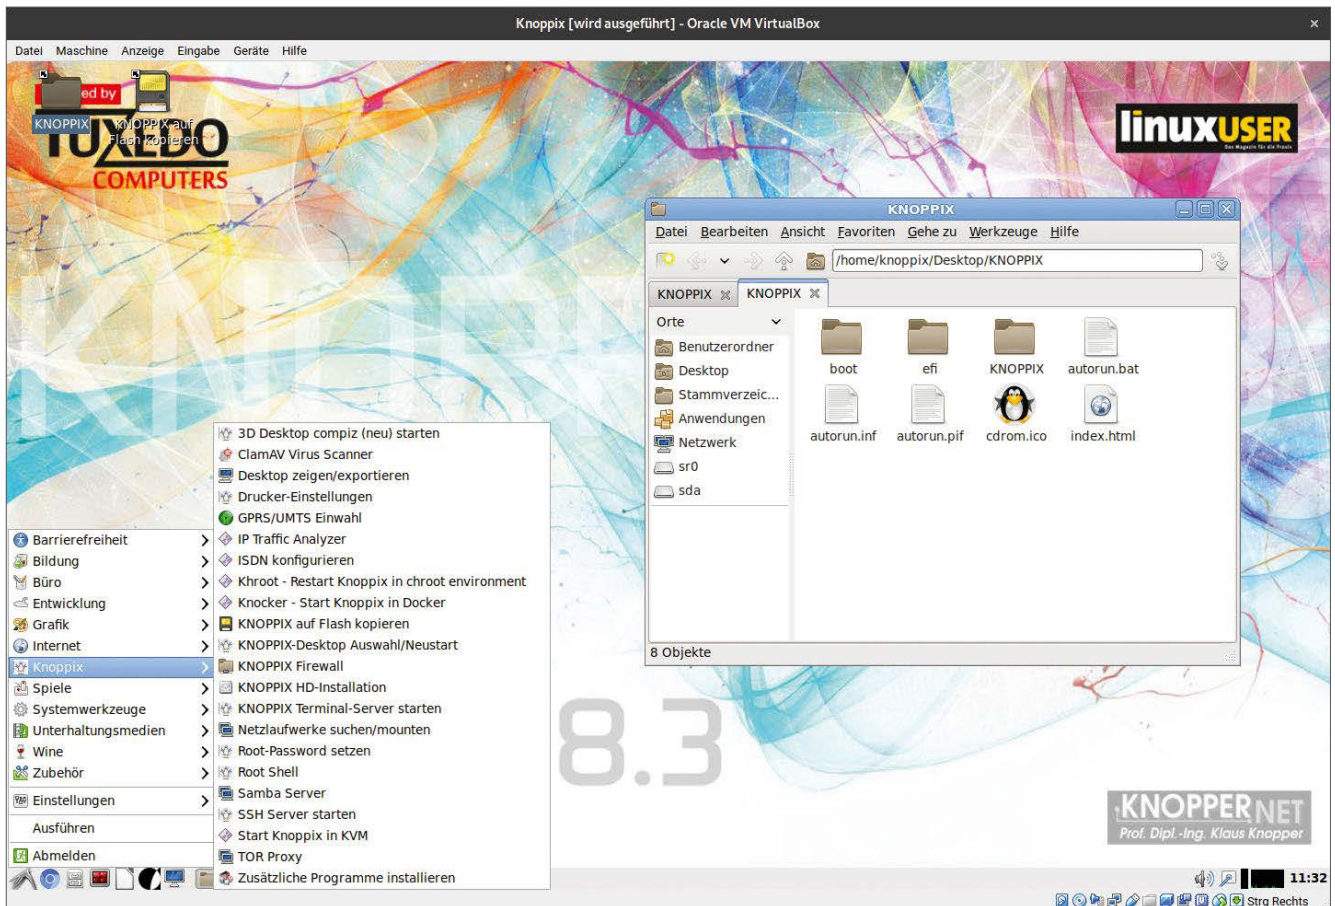 Knoppix [wird ausgeführt] - Oracle VM VirtualBox
Datei Maschine Anzeige Eingabe Geräte Hilfe
ed by
KNOPPIX
KNOPPIX auf
Flash kopieren
TUXEDO
COMPUTERS
linuxUSER
Das Magazin für die Praxis
KNOPPIX
Datei Bearbeiten Ansicht Favoriten Gehe zu Werkzeuge Hilfe
/home/knoppix/Desktop/KNOPPIX
KNOPPIX
KNOPPIX
Orte
Benutzerordner
Desktop
Stammverzeic...
Anwendungen
Netzwerk
sr0
sda
boot
efi
KNOPPIX
autorun.bat
autorun.inf
autorun.pif
cdrom.ico
index.html
8 Objekte
3D Desktop compiz (neu) starten
ClamAV Virus Scanner
Desktop zeigen/exportieren
Drucker-Einstellungen
GPRS/UMTS Einwahl
IP Traffic Analyzer
ISDN konfigurieren
Khroot - Restart Knoppix in chroot environment
Knocker - Start Knoppix in Docker
KNOPPIX auf Flash kopieren
KNOPPIX-Desktop Auswahl/Neustart
KNOPPIX Firewall
KNOPPIX HD-Installation
KNOPPIX Terminal-Server starten
Netzlaufwerke suchen/mounten
Root-Password setzen
Root Shell
Samba Server
SSH Server starten
Start Knoppix in KVM
TOR Proxy
Zusätzliche Programme installieren
Barrierefreiheit
Bildung
Büro
Entwicklung
Grafik
Internet
Knoppix
Spiele
Systemwerkzeuge
Unterhaltungsmedien
Wine
Zubehör
Einstellungen
Ausführen
Abmelden
8.3
KNOPPER.NET
Prof. Dipl.-Ing. Klaus Knopper
11:32
Strg Rechts